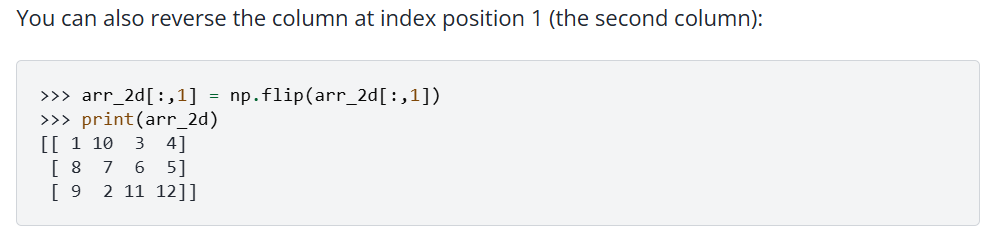 You can also reverse the column at index position 1 (the second column):
>>> arr_2d[:,1] = np.flip(arr_2d[:,1])
>>> print(arr_2d)
[[ 1 10  3  4]
 [ 8  7  6  5]
 [ 9  2 11 12]]